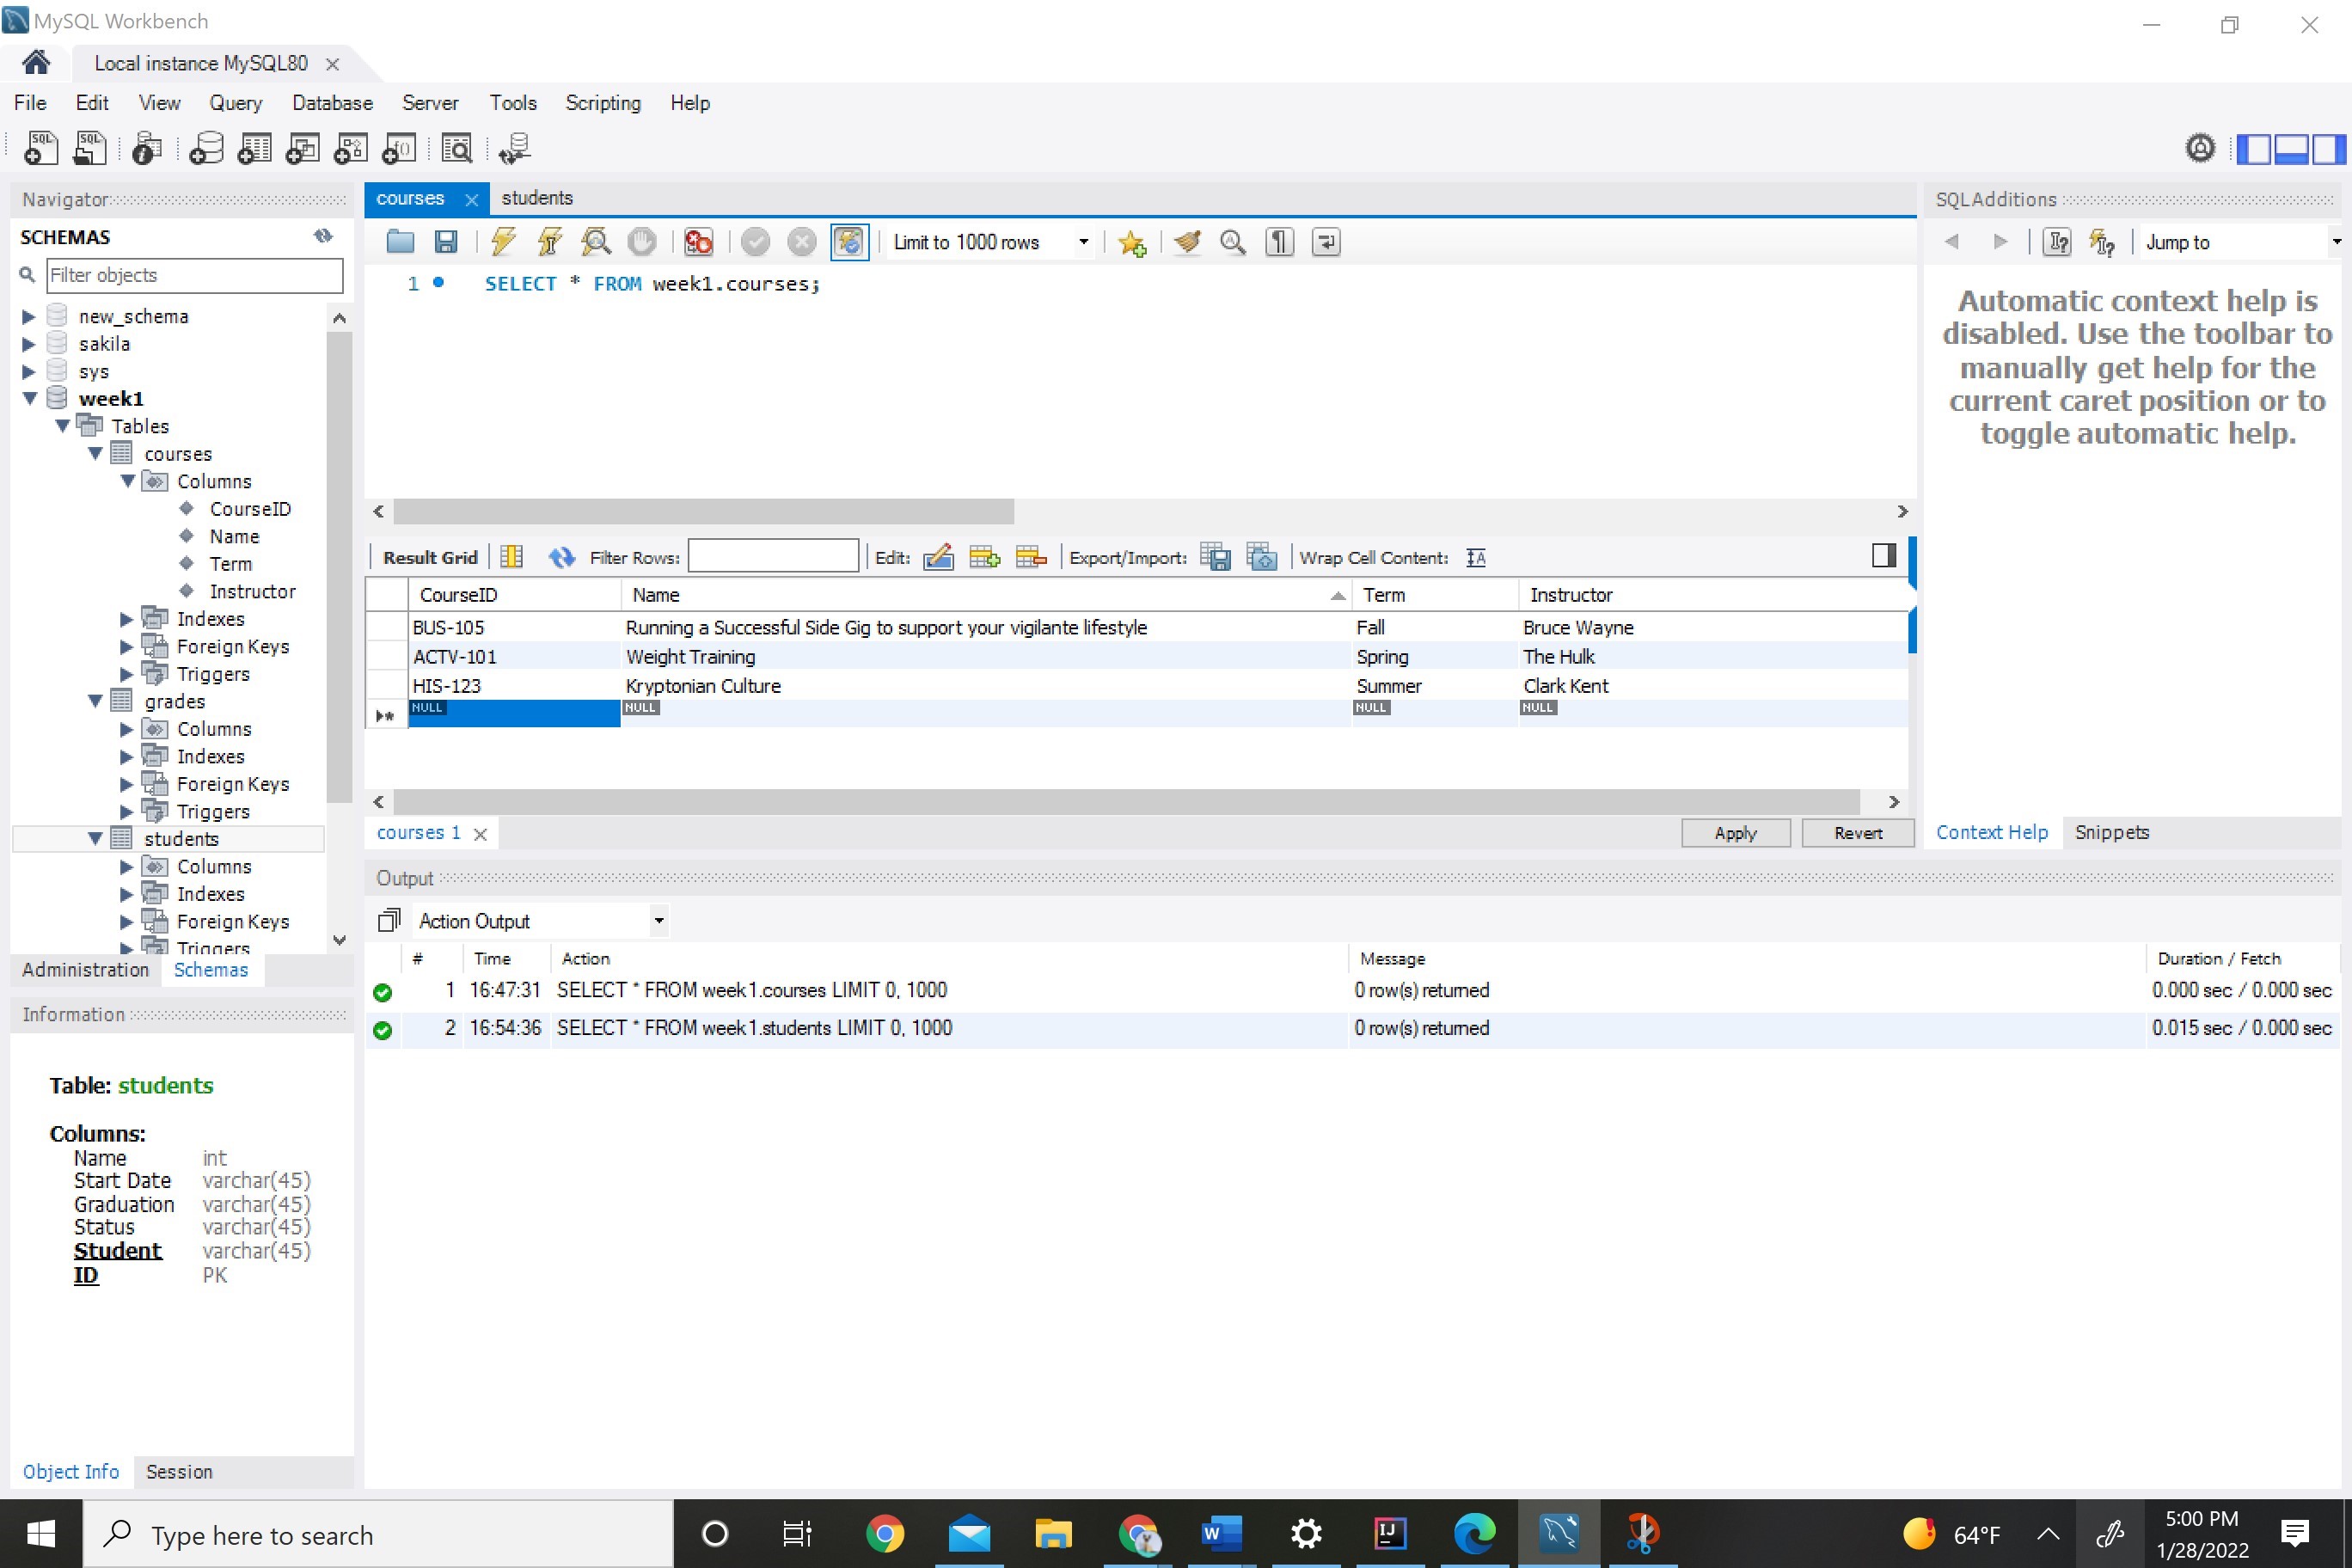 MySQL Workbench
Local instance MySQL80
File Edit View Query Database Server Tools Scripting Help
Navigator
SCHEMAS
Filter objects
new_schema
sakila
sys
week1
Tables
courses
Columns
CourseID
Name
Term
Instructor
Indexes
Foreign Keys
Triggers
grades
Columns
Indexes
Foreign Keys
Triggers
students
Columns
Indexes
Foreign Keys
Triggers
Administration Schemas
Information
Table: students
Columns:
Name int
Start Date varchar(45)
Graduation varchar(45)
Status varchar(45)
Student varchar(45)
ID PK
Object Info Session
courses students
Limit to 1000 rows
1 SELECT * FROM week1.courses;
Result Grid Filter Rows: Edit: Export/Import: Wrap Cell Content:
CourseID Name Term Instructor
BUS-105 Running a Successful Side Gig to support your vigilante lifestyle Fall Bruce Wayne
ACTV-101 Weight Training Spring The Hulk
HIS-123 Kryptonian Culture Summer Clark Kent
NULL NULL NULL NULL
courses 1 Apply Revert
SQLAdditions
Jump to
Automatic context help is
disabled. Use the toolbar to
manually get help for the
current caret position or to
toggle automatic help.
Context Help Snippets
Output
Action Output
# Time Action Message Duration / Fetch
1 16:47:31 SELECT * FROM week1.courses LIMIT 0, 1000 0 row(s) returned 0.000 sec / 0.000 sec
2 16:54:36 SELECT * FROM week1.students LIMIT 0, 1000 0 row(s) returned 0.015 sec / 0.000 sec
Type here to search
64°F
5:00 PM
1/28/2022